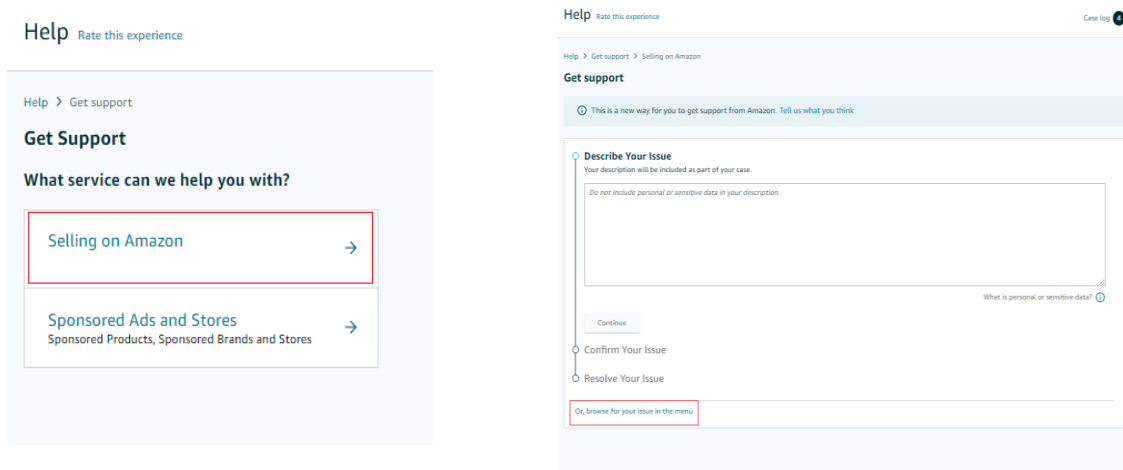 Help Rate this experience
Help > Get support
Get Support
What service can we help you with?
Selling on Amazon
Sponsored Ads and Stores
Sponsored Products, Sponsored Brands and Stores
Help Rate this experience
Case log 4
Help > Get support > Selling on Amazon
Get support
This is a new way for you to get support from Amazon. Tell us what you think
Describe Your Issue
Your description will be included as part of your case.
Do not include personal or sensitive data in your description.
What is personal or sensitive data?
Continue
Confirm Your Issue
Resolve Your Issue
Or, browse for your issue in the menu